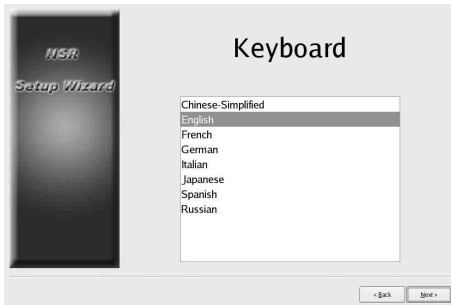 NSR
Setup Wizard
Keyboard
Chinese-Simplified
English
French
German
Italian
Japanese
Spanish
Russian
< Back
Next >